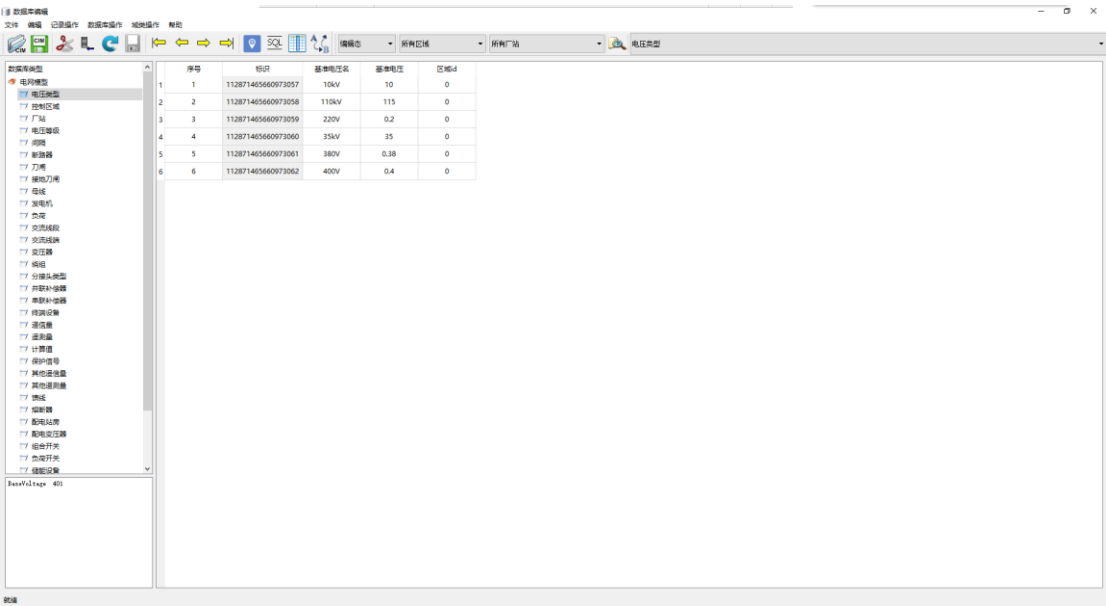 数据库编辑
文件 编辑 记录操作 数据库操作 域类操作 帮助
CIM CIM SQL A B 编辑态 所有区域 所有厂站 电压类型
数据库类型
电网模型
电压类型
控制区域
厂站
电压等级
间隔
断路器
刀闸
接地刀闸
母线
发电机
负荷
交流线段
交流线端
变压器
绕组
分接头类型
并联补偿器
串联补偿器
终端设备
遥信量
遥测量
计算值
保护信号
其他遥信量
其他遥测量
馈线
熔断器
配电站房
配电变压器
组合开关
负荷开关
储能设备
序号 标识 基准电压名 基准电压 区域id
1 1 112871465660973057 10kV 10 0
2 2 112871465660973058 110kV 115 0
3 3 112871465660973059 220V 0.2 0
4 4 112871465660973060 35kV 35 0
5 5 112871465660973061 380V 0.38 0
6 6 112871465660973062 400V 0.4 0
BaseVoltage 401
就绪